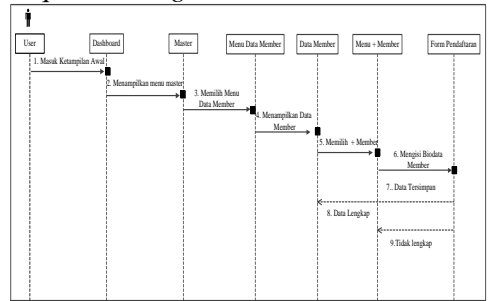 User
Dashboard
Master
Menu Data Member
Data Member
Menu + Member
Form Pendaftaran
1. Masuk Ketampilan Awal
2. Menampilkan menu master
3. Memilih Menu
Data Member
4. Menampilkan Data
Member
5. Memilih + Member
6. Mengisi Biodata
Member
7.. Data Tersimpan
8. Data Lengkap
9.Tidak lengkap